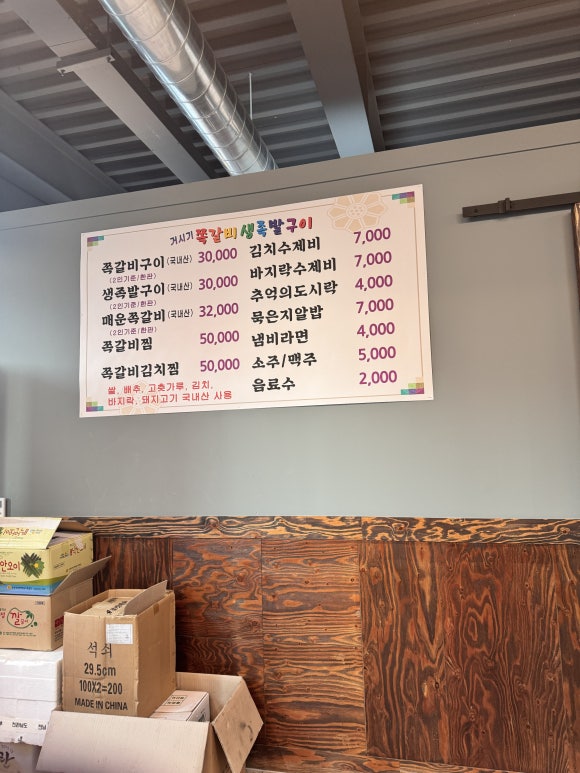 거시기 쪽갈비 생족발구이
쪽갈비구이(국내산) 30,000
(2인기준/한판)
생족발구이(국내산) 30,000
(2인기준/한판)
매운쪽갈비(국내산) 32,000
(2인기준/한판)
쪽갈비찜 50,000
쪽갈비김치찜 50,000
쌀, 배추, 고춧가루, 김치,
바지락, 돼지고기 국내산 사용
김치수제비 7,000
바지락수제비 7,000
추억의도시락 4,000
묵은지알밥 7,000
냄비라면 4,000
소주/맥주 5,000
음료수 2,000
석쇠
29.5cm
100X2=200
MADE IN CHINA